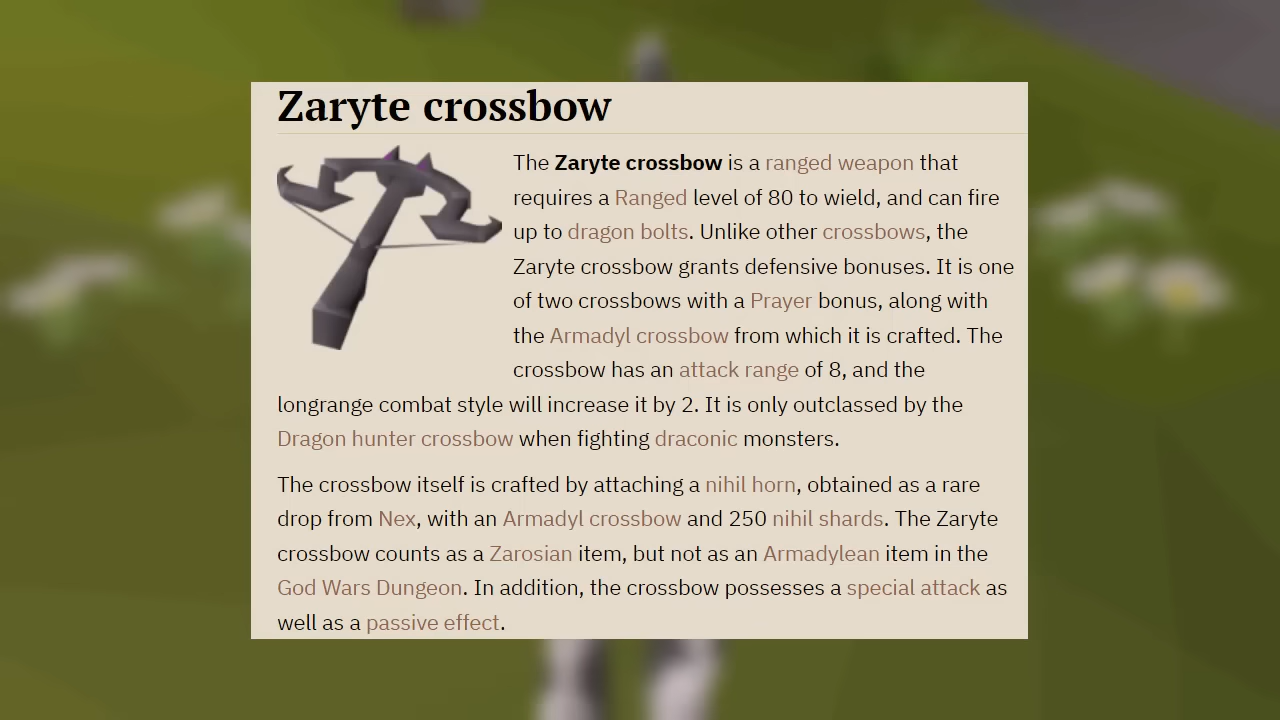 Zaryte crossbow
The Zaryte crossbow is a ranged weapon that
requires a Ranged level of 80 to wield, and can fire
up to dragon bolts. Unlike other crossbows, the
Zaryte crossbow grants defensive bonuses. It is one
of two crossbows with a Prayer bonus, along with
the Armadyl crossbow from which it is crafted. The
crossbow has an attack range of 8, and the
longrange combat style will increase it by 2. It is only outclassed by the
Dragon hunter crossbow when fighting draconic monsters.
The crossbow itself is crafted by attaching a nihil horn, obtained as a rare
drop from Nex, with an Armadyl crossbow and 250 nihil shards. The Zaryte
crossbow counts as a Zarosian item, but not as an Armadylean item in the
God Wars Dungeon. In addition, the crossbow possesses a special attack as
well as a passive effect.